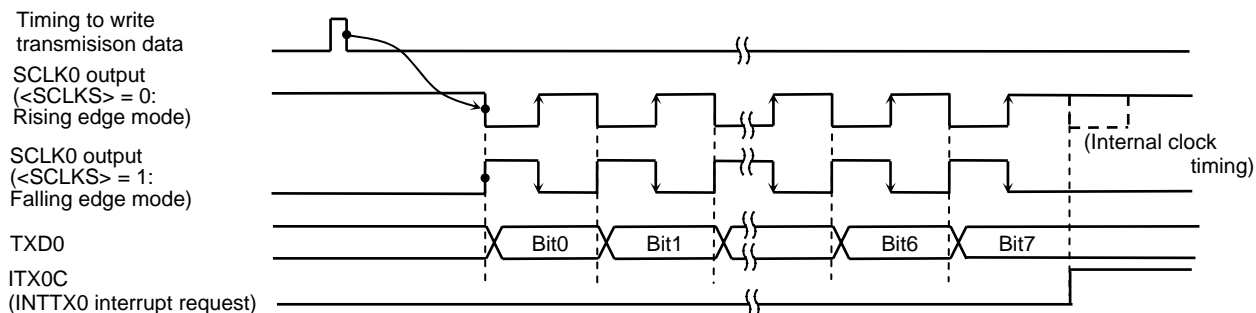 Timing to write
transmisison data
SCLK0 output
(<SCLKS> = 0:
Rising edge mode)
(Internal clock
timing)
SCLK0 output
(<SCLKS> = 1:
Falling edge mode)
TXD0
Bit0
Bit1
Bit6
Bit7
ITX0C
(INTTX0 interrupt request)